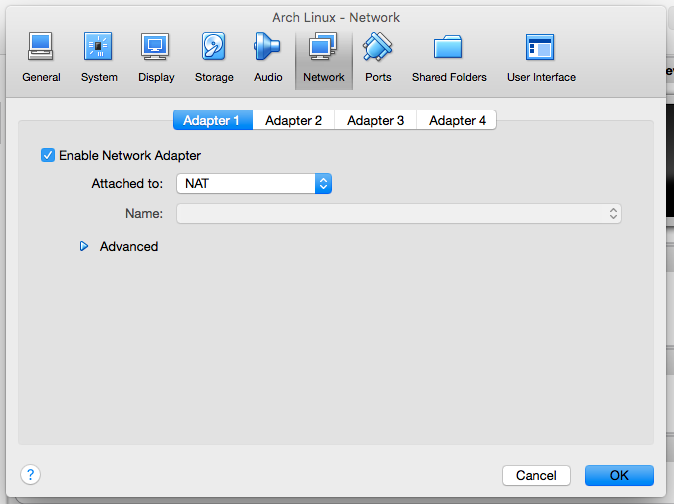 Arch Linux - Network
General System Display Storage Audio Network Ports Shared Folders User Interface
Adapter 1 Adapter 2 Adapter 3 Adapter 4
Enable Network Adapter
Attached to: NAT
Name:
Advanced
? Cancel OK